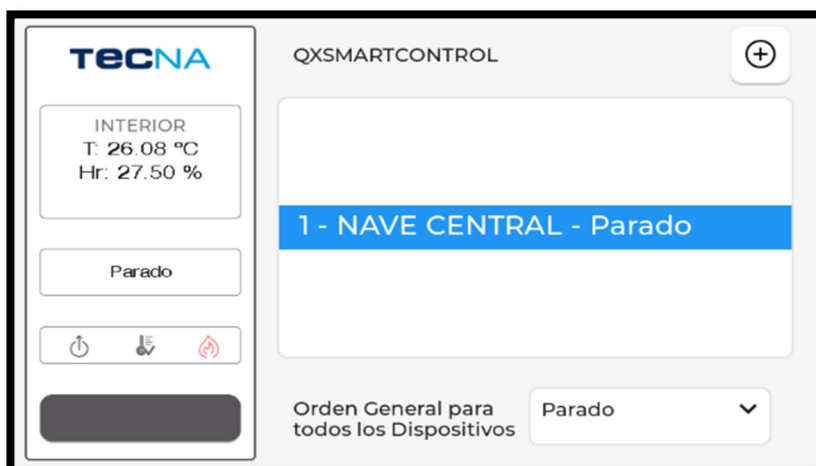 TECNA
INTERIOR
T: 26.08 ºC
Hr: 27.50 %
Parado
QXSMARTCONTROL
1 - NAVE CENTRAL - Parado
Orden General para
todos los Dispositivos
Parado